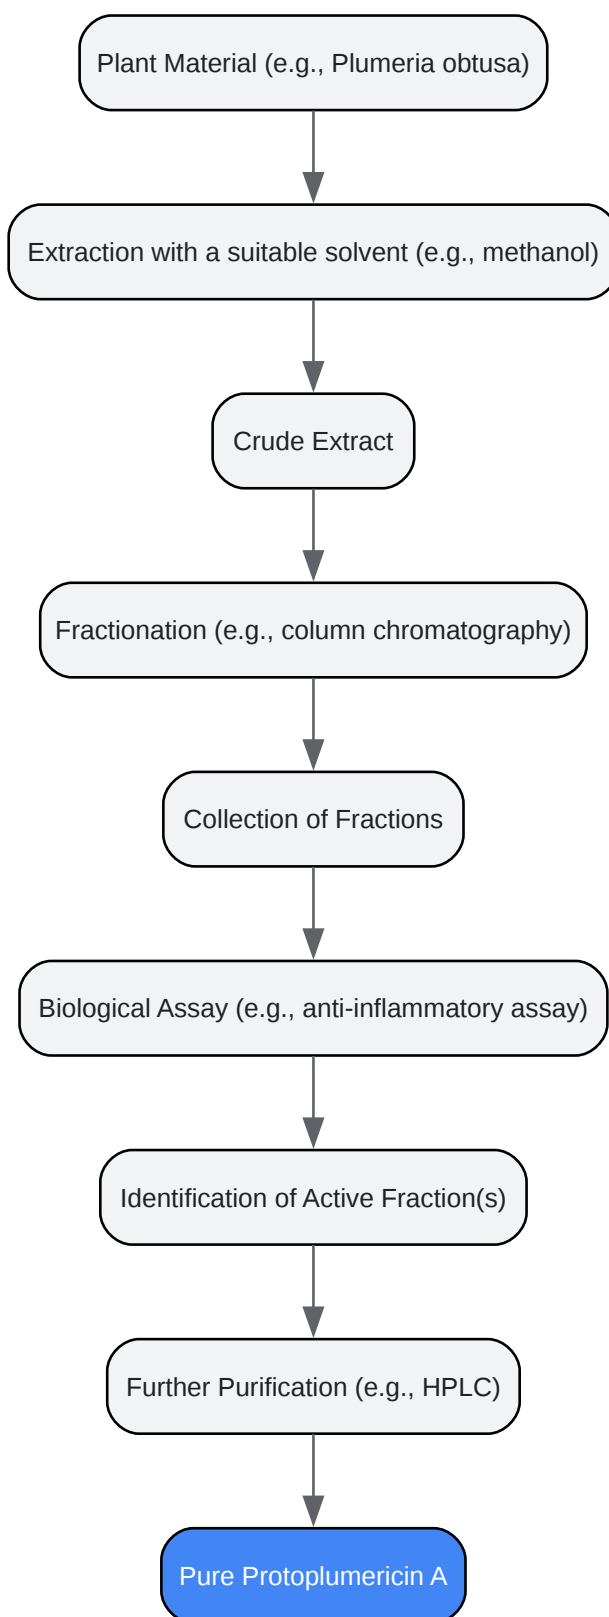 Plant Material (e.g., Plumeria obtusa)
Extraction with a suitable solvent (e.g., methanol)
Crude Extract
Fractionation (e.g., column chromatography)
Collection of Fractions
Biological Assay (e.g., anti-inflammatory assay)
Identification of Active Fraction(s)
Further Purification (e.g., HPLC)
Pure Protoplumericin A